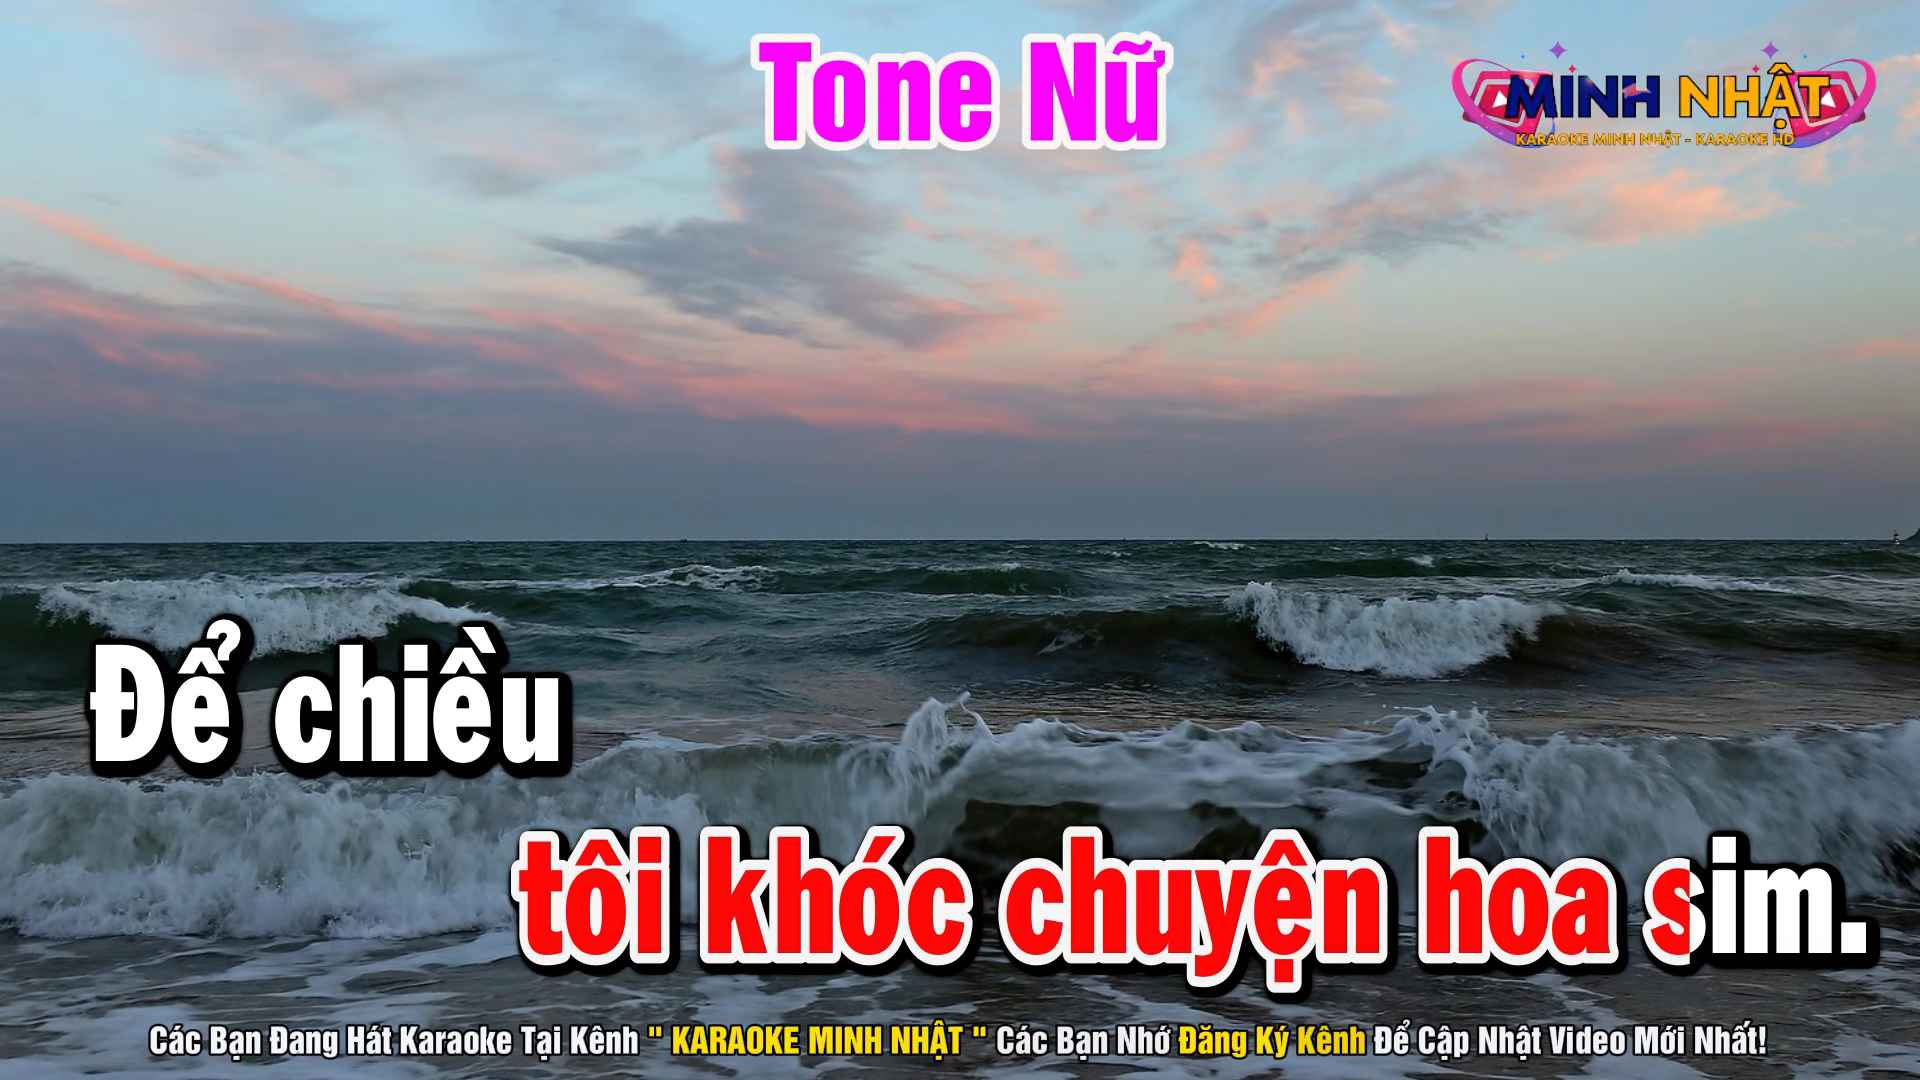 Tone Nữ
MINH NHẬT
KARAOKE MINH NHẬT - KARAOKE HD
Để chiều
tôi khóc chuyện hoa sim.
Các Bạn Đang Hát Karaoke Tại Kênh " KARAOKE MINH NHẬT " Các Bạn Nhớ Đăng Ký Kênh Để Cập Nhật Video Mới Nhất!